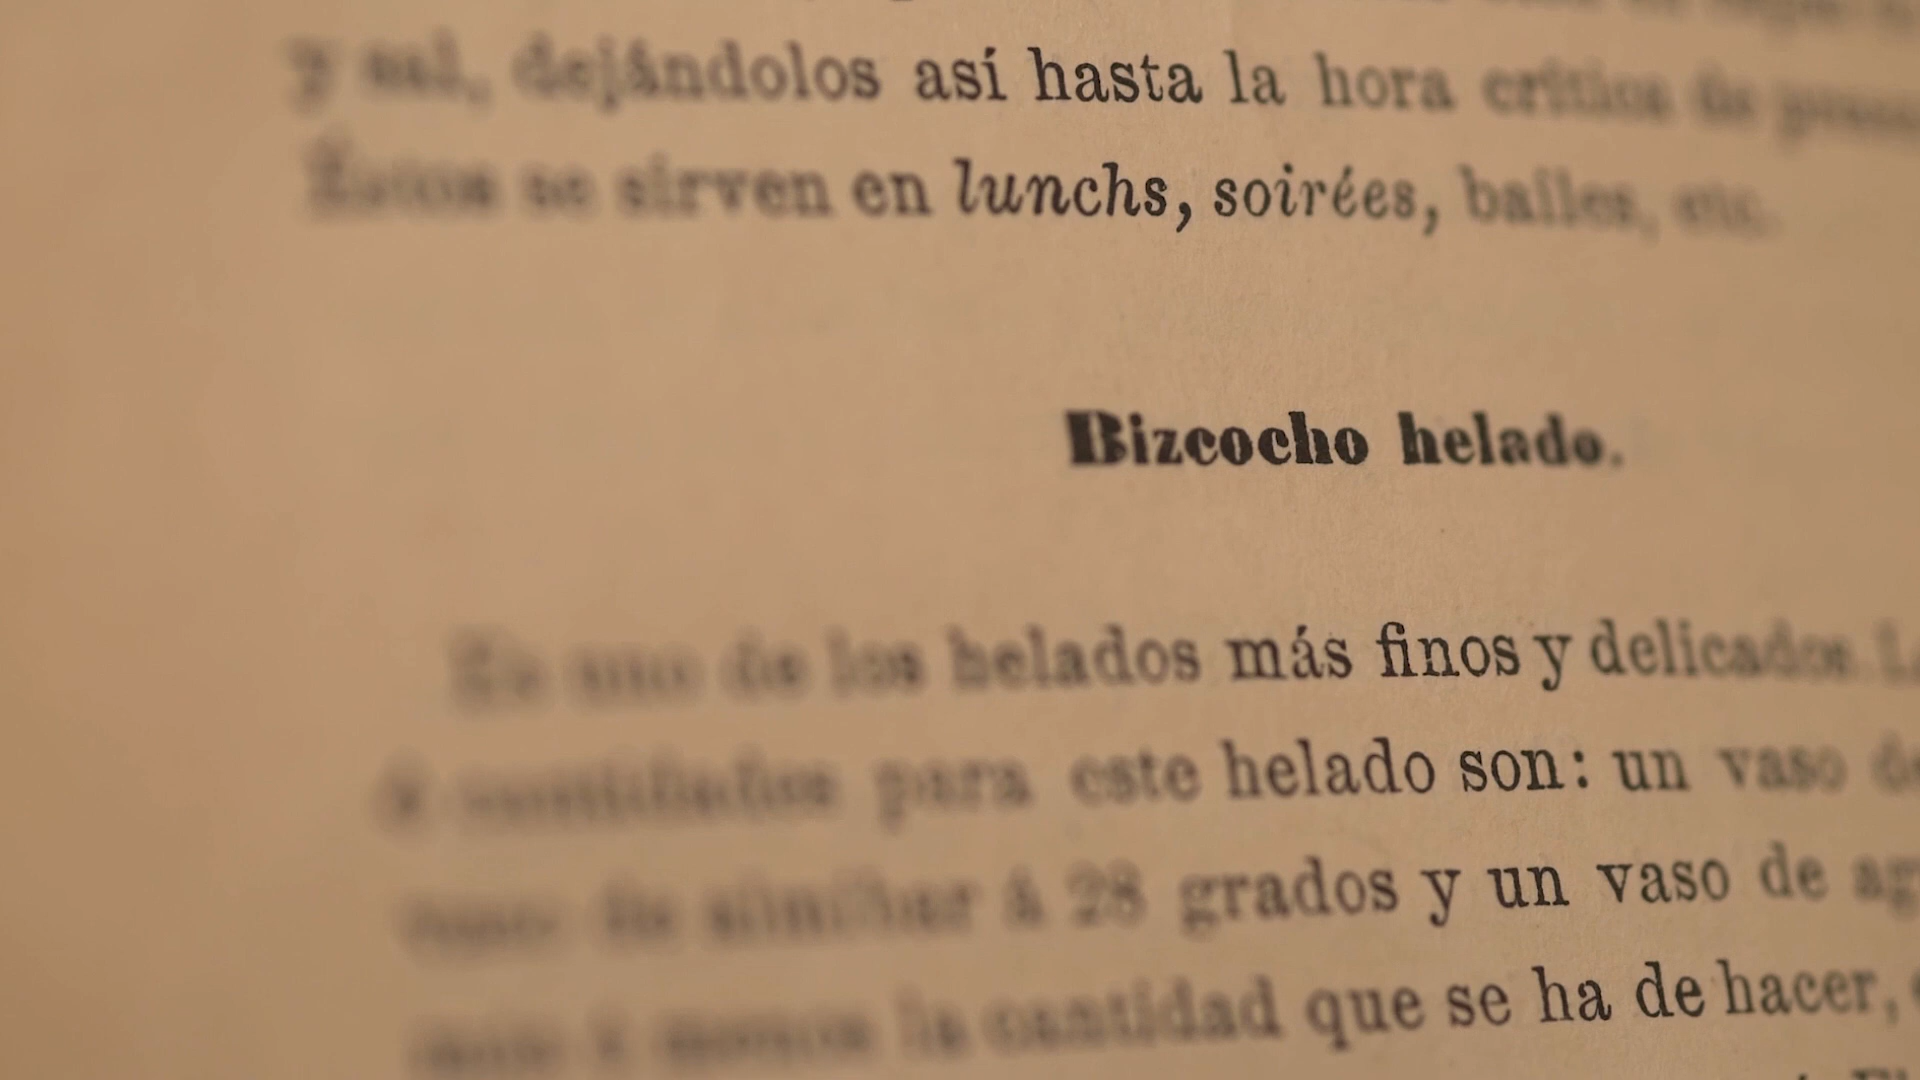 y sal, dejándolos así hasta la hora crítica de
Estos se sirven en lunchs, soirées, bailes, etc.
Bizcocho helado.
Es uno de los helados más finos y delicados.
cantidades para este helado son: un vaso de
de almíbar á 28 grados y un vaso de
menos la cantidad que se ha de hacer,